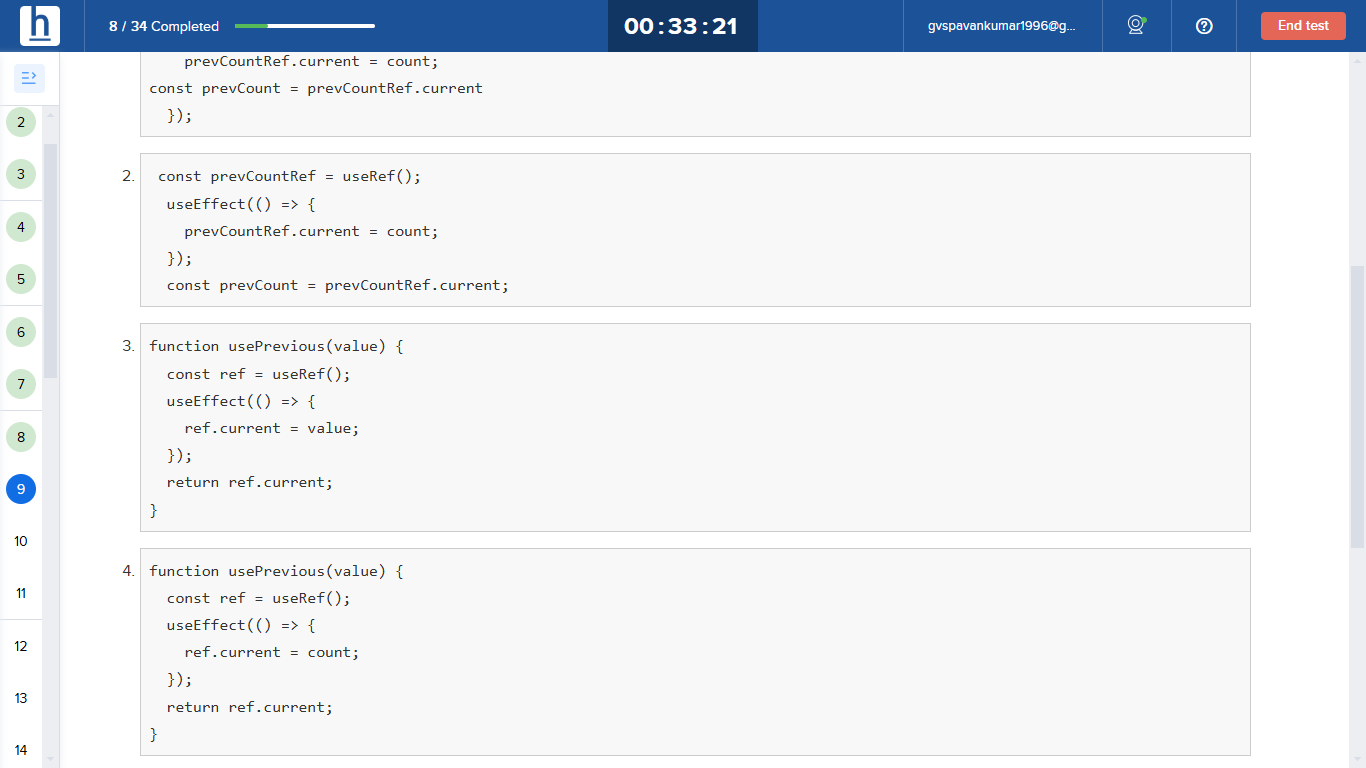 h
8 / 34 Completed
00:33:21
gvspavankumar1996@g...
End test
prevCountRef.current = count;
const prevCount = prevCountRef.current
});
2
3
4
5
6
7
8
9
10
11
12
13
14
2.
const prevCountRef = useRef();
useEffect(() => {
prevCountRef.current = count;
});
const prevCount = prevCountRef.current;
3.
function usePrevious(value) {
const ref = useRef();
useEffect(() => {
ref.current = value;
});
return ref.current;
}
4.
function usePrevious(value) {
const ref = useRef();
useEffect(() => {
ref.current = count;
});
return ref.current;
}